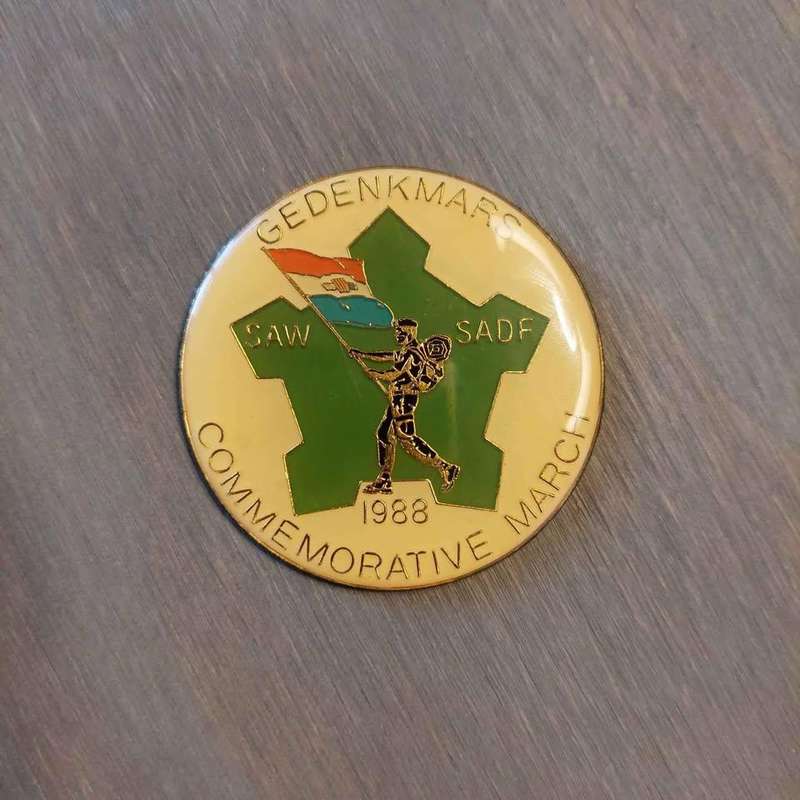 GEDENKMARS
SAW SADF
1988
COMMEMORATIVE MARCH